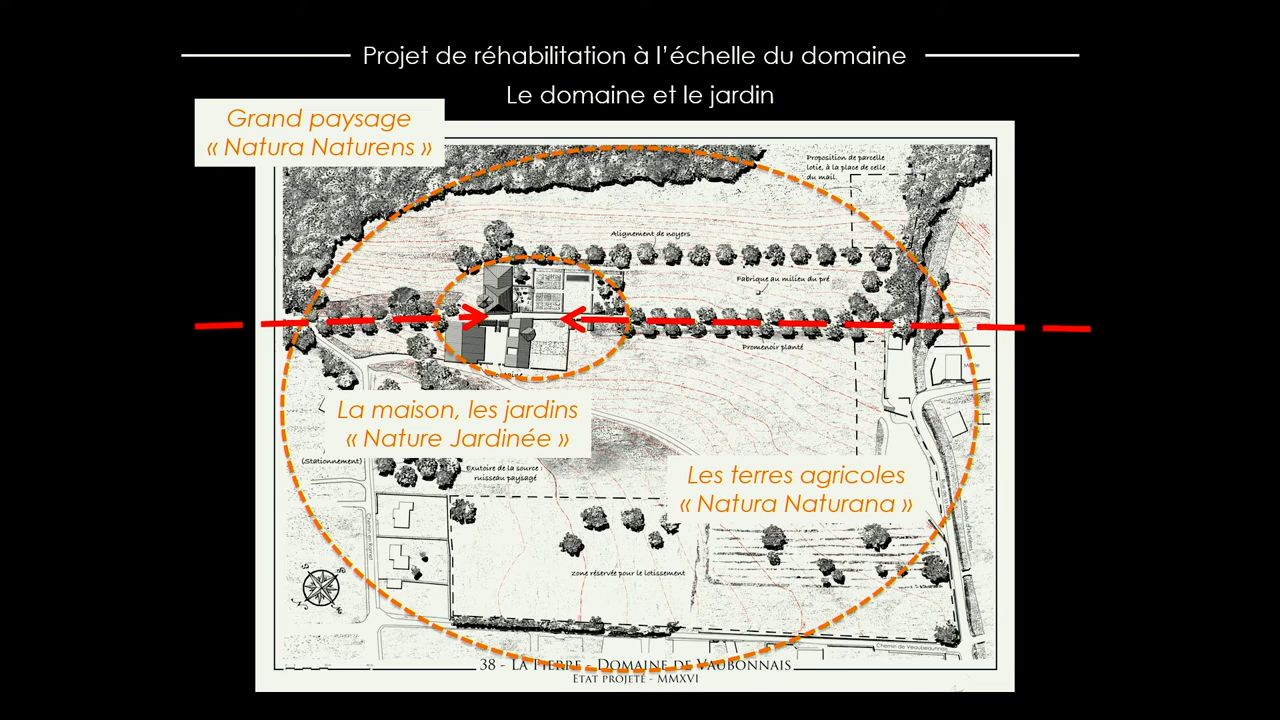 Projet de réhabilitation à l’échelle du domaine
Le domaine et le jardin
Grand paysage
« Natura Naturens »
Proposition de parcelle
lotie, à la place de celle
du mail.
Alignement de noyers
Fabrique au milieu du pré
Promenoir planté
La maison, les jardins
« Nature Jardinée »
(Stationnement)
Exutoire de la source :
ruisseau paysagé
Les terres agricoles
« Natura Naturana »
zone réservée pour le lotissement
Chemin de Veaubeaunnais
38 - La Pierre - Domaine de Vaubonnais
Etat projeté - MMXVI